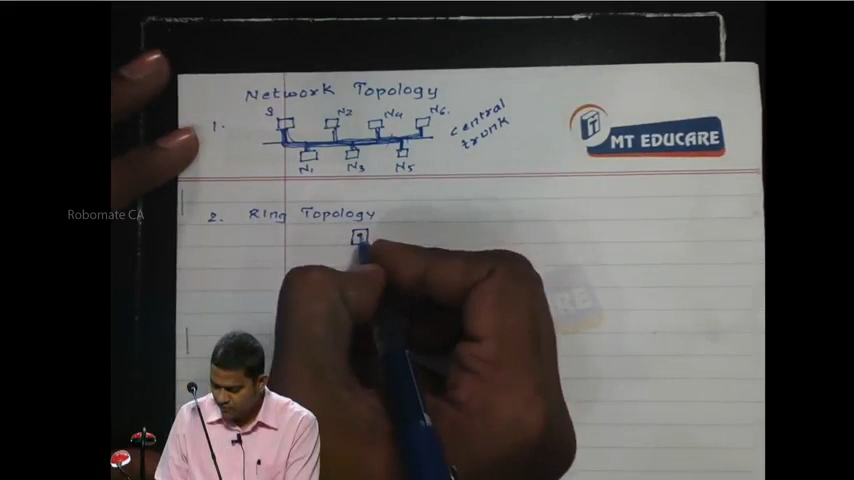 Network Topology
1.
S N2 N4 N6.
central
trunk
N1 N3 N5
MT EDUCARE
Robomate CA
2. Ring Topology